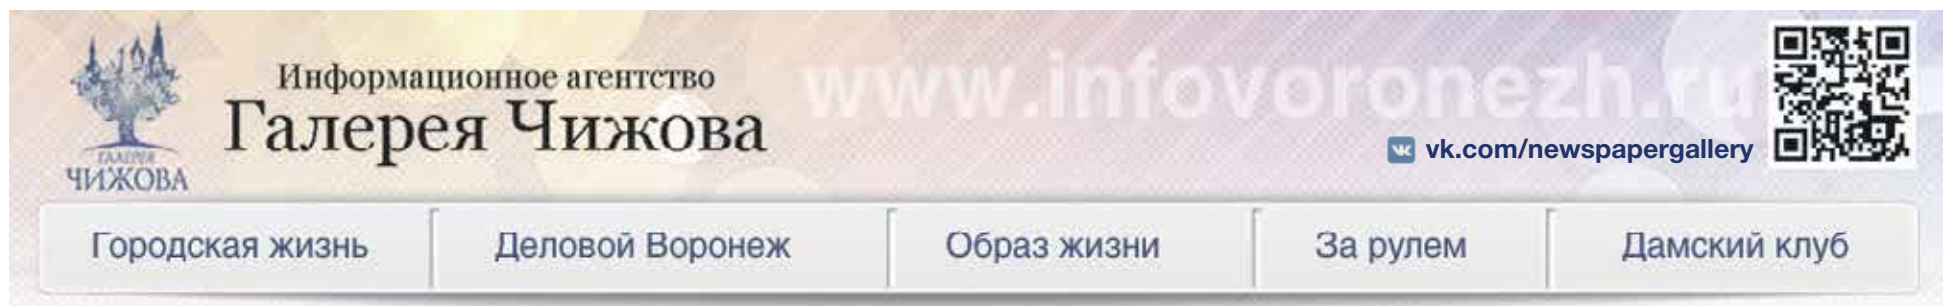 Информационное агентство
Галерея Чижова
www.infovoronezh.ru
vk.com/newspapergallery
ГАЛЕРЕЯ
ЧИЖОВА
Городская жизнь
Деловой Воронеж
Образ жизни
За рулем
Дамский клуб